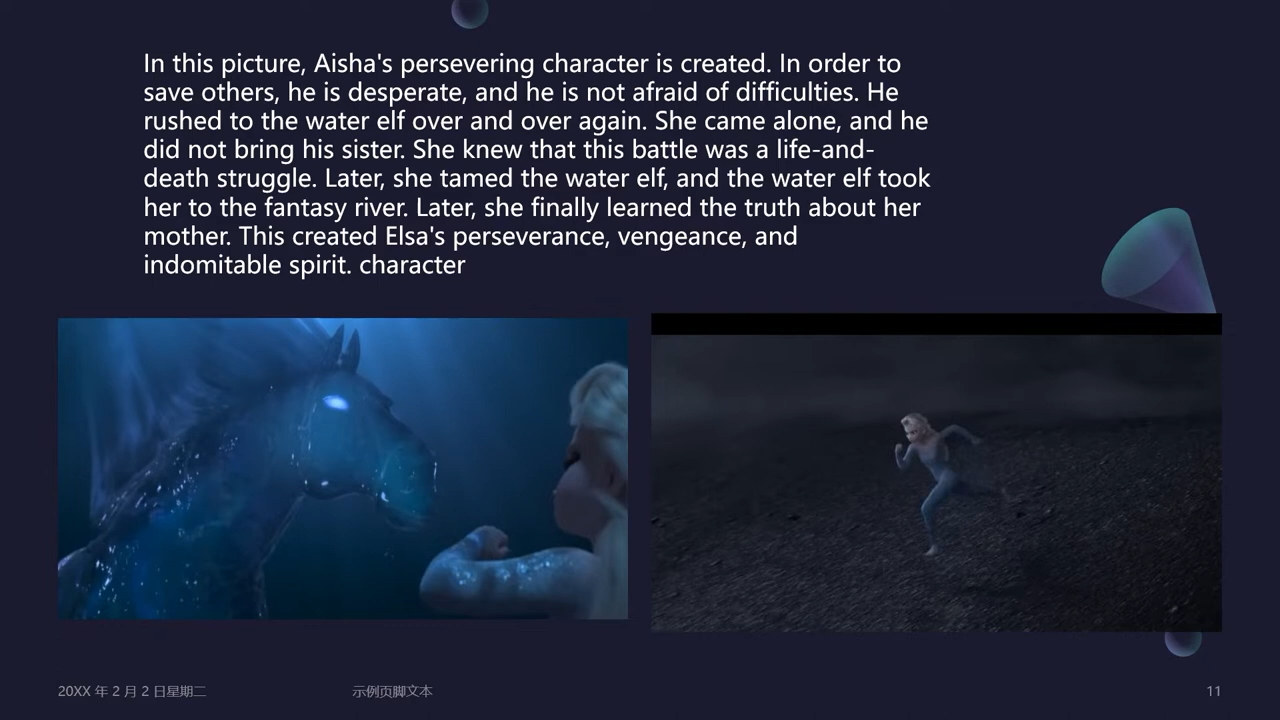 In this picture, Aisha's persevering character is created. In order to
save others, he is desperate, and he is not afraid of difficulties. He
rushed to the water elf over and over again. She came alone, and he
did not bring his sister. She knew that this battle was a life-and-
death struggle. Later, she tamed the water elf, and the water elf took
her to the fantasy river. Later, she finally learned the truth about her
mother. This created Elsa's perseverance, vengeance, and
indomitable spirit. character
20XX 年 2 月 2 日星期二
示例页脚文本
11